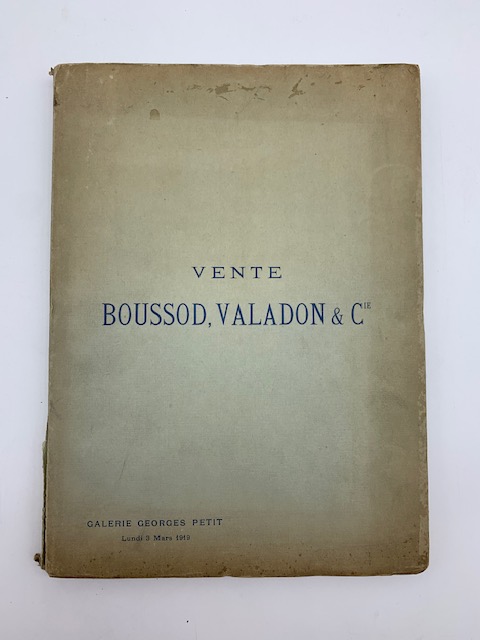 VENTE
BOUSSOD, VALADON & CIE
GALERIE GEORGES PETIT
Lundi 3 Mars 1919